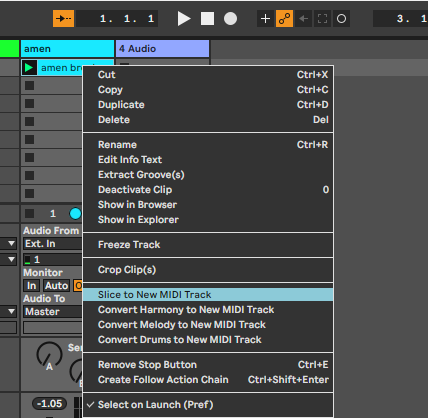 1. 1. 1
3. 1
amen
4 Audio
amen br
Cut Ctrl+X
Copy Ctrl+C
Duplicate Ctrl+D
Delete Del
Rename Ctrl+R
Edit Info Text
Extract Groove(s)
Deactivate Clip 0
Show in Browser
Show in Explorer
1
Audio From
Freeze Track
Ext. In
1
Crop Clip(s)
Monitor
In Auto
Slice to New MIDI Track
Audio To
Convert Harmony to New MIDI Track
Master
Convert Melody to New MIDI Track
Convert Drums to New MIDI Track
Se
A
Remove Stop Button Ctrl+E
Create Follow Action Chain Ctrl+Shift+Enter
-1.05
Select on Launch (Pref)